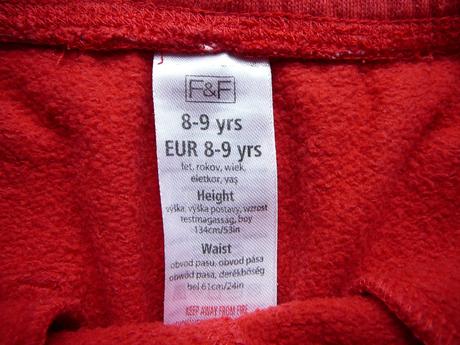 F&F
8-9 yrs
EUR 8-9 yrs
let, rokov, wiek,
életkor, yaş
Height
výška, výška postavy, wzrost
testmagasság, boy
134cm/53in
Waist
obvod pasu, obvod pása
obwód pasa, derékbőség
bel 61cm/24in
KEEP AWAY FROM FIRE